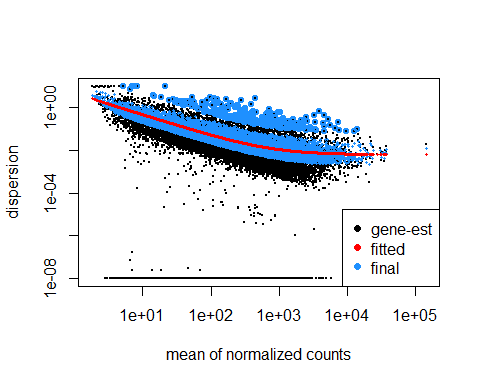 dispersion
1e+00
1e-04
1e-08
gene-est
fitted
final
1e+01 1e+02 1e+03 1e+04 1e+05
mean of normalized counts